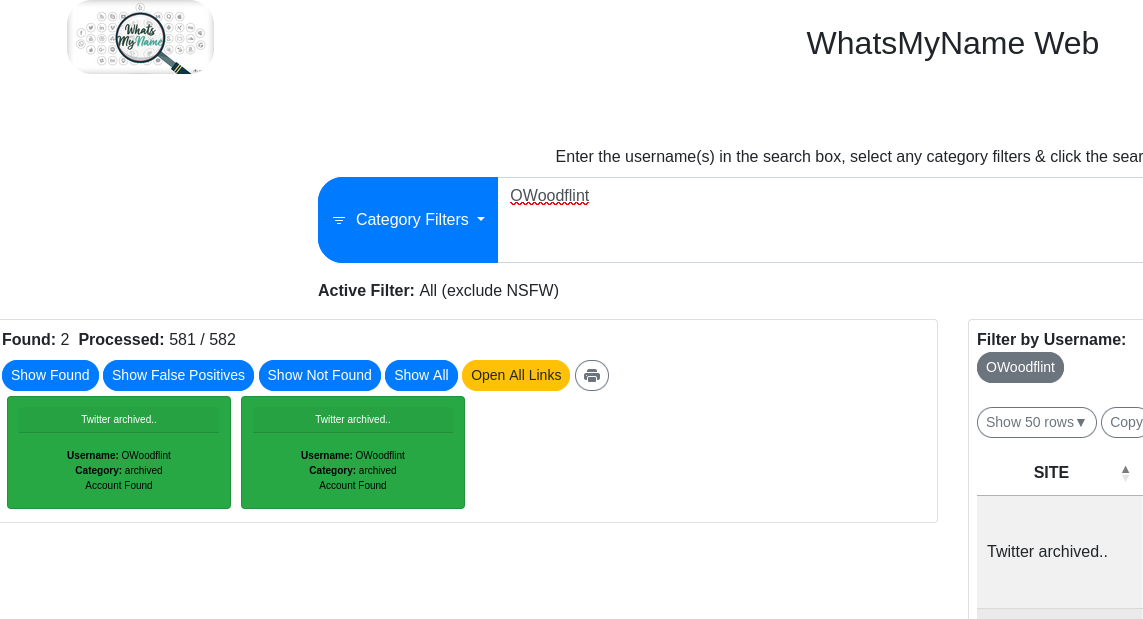 Whats
MyName
WhatsMyName Web
Enter the username(s) in the search box, select any category filters & click the sear
Category Filters
OWoodflint
Active Filter: All (exclude NSFW)
Found: 2 Processed: 581 / 582
Show Found
Show False Positives
Show Not Found
Show All
Open All Links
Twitter archived..
Username: OWoodflint
Category: archived
Account Found
Twitter archived..
Username: OWoodflint
Category: archived
Account Found
Filter by Username:
OWoodflint
Show 50 rows▼
Copy
SITE
Twitter archived..